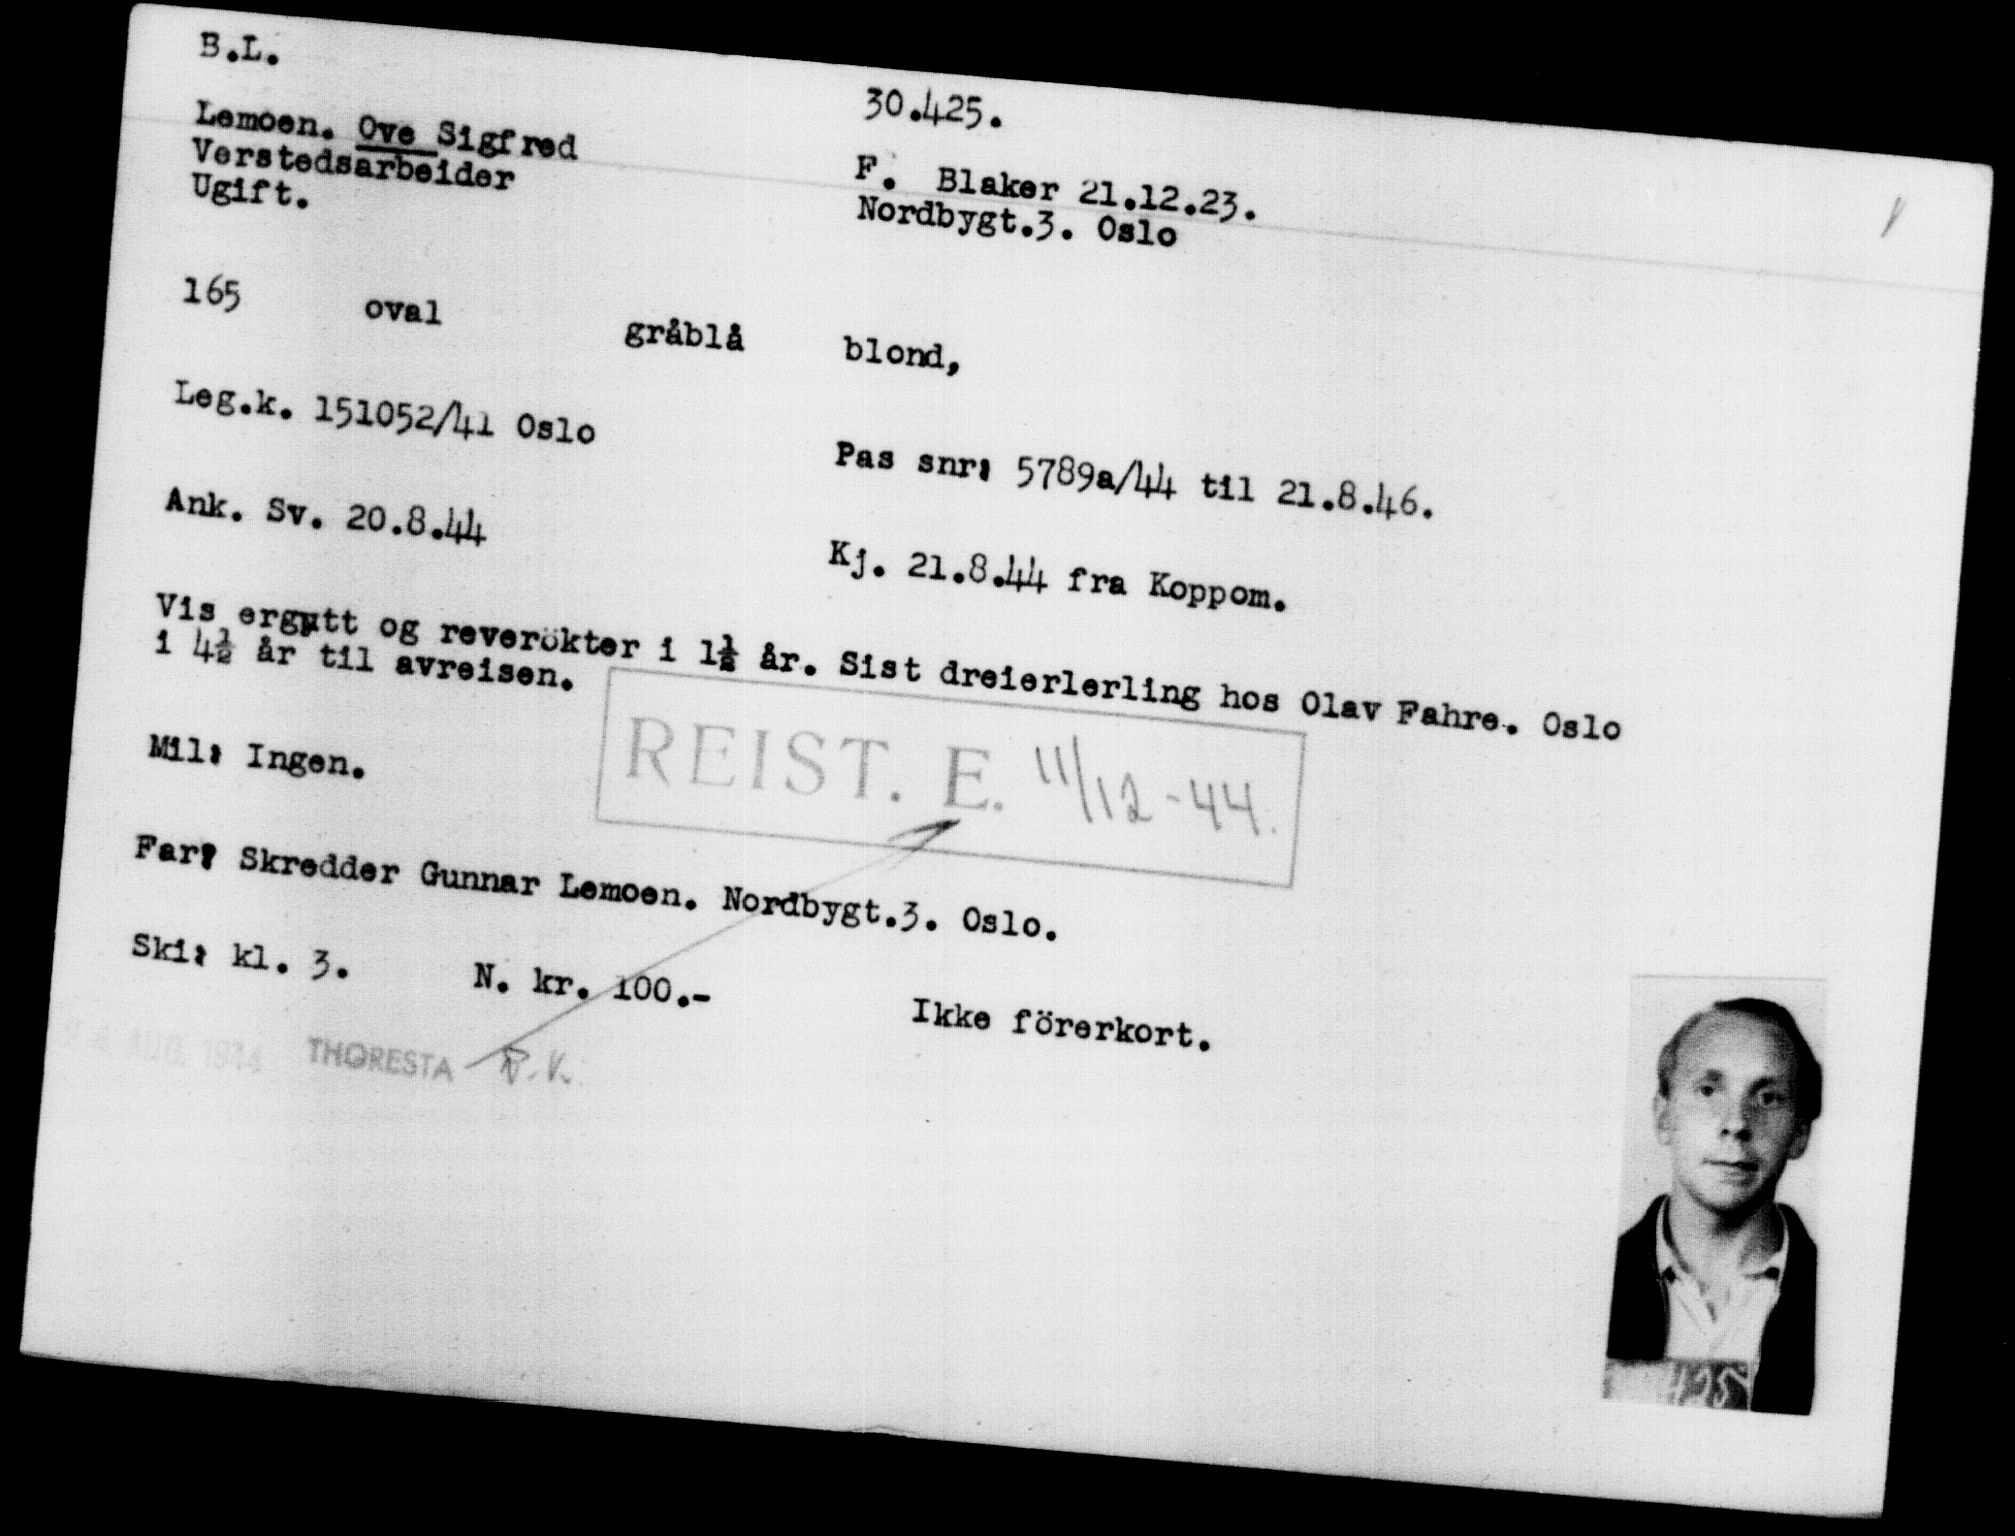 B.L.
30.425.
Lemoen. Ove Sigfred
Verstedsarbeider
Ugift.
F. Blaker 21.12.23.
Nordbygt.3. Oslo
165 oval gråblå blond,
Leg.k. 151052/41 Oslo
Pas snr: 5789a/44 til 21.8.46.
Ank. Sv. 20.8.44
Kj. 21.8.44 fra Koppom.
Vis ergutt og reverökter i 1½ år. Sist dreierlerling hos Olav Fahre. Oslo
i 4½ år til avreisen.
REIST. E. 11/12-44.
Mil: Ingen.
Far: Skredder Gunnar Lemoen. Nordbygt.3. Oslo.
Ski: kl. 3. N. kr. 100.- Ikke förerkort.
AUG. 1944 THORESTA R.V.
425